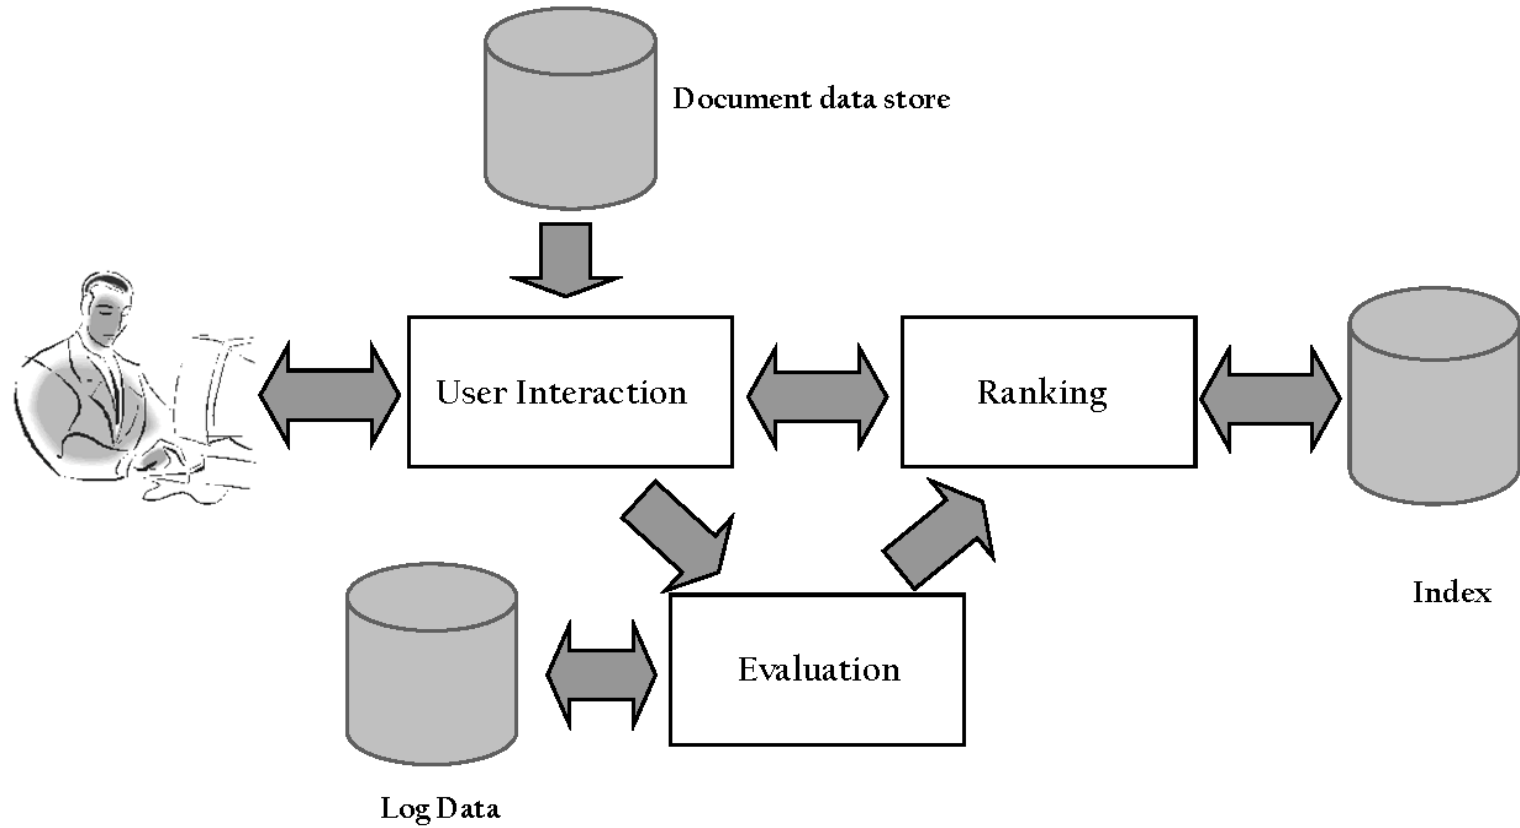 Document data store
User Interaction
Ranking
Index
Evaluation
Log Data